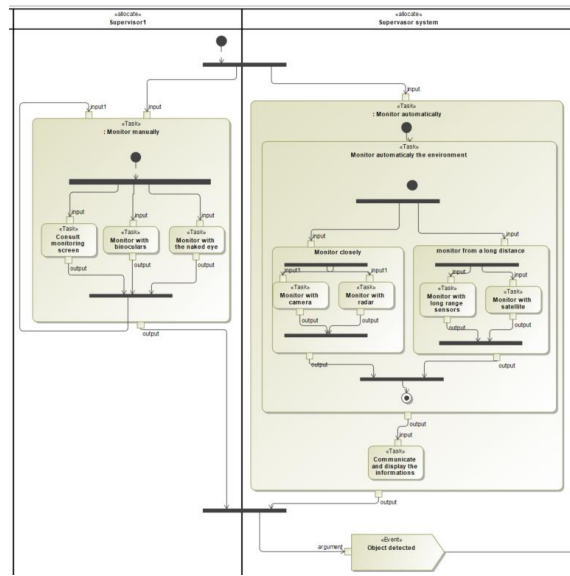 «allocate»
Supervisor1
«allocate»
Supervasor system
input1
input
«Task»
: Monitor manually
input
input
input
«Task»
Consult
monitoring
screen
«Task»
Monitor with
binoculars
«Task»
Monitor with
the naked eye
output
output
output
output
input
«Task»
: Monitor automatically
«Task»
Monitor automaticaly the environment
input
input
Monitor closely
monitor from a long distance
input1
input1
«Task»
Monitor with
camera
«Task»
Monitor with
radar
output
output
input
input
«Task»
Monitor with
long range
sensors
«Task»
Monitor with
satellite
output
output
output
output
output
input
«Task»
Communicate
and display the
informations
output
argument
«Event»
Object detected